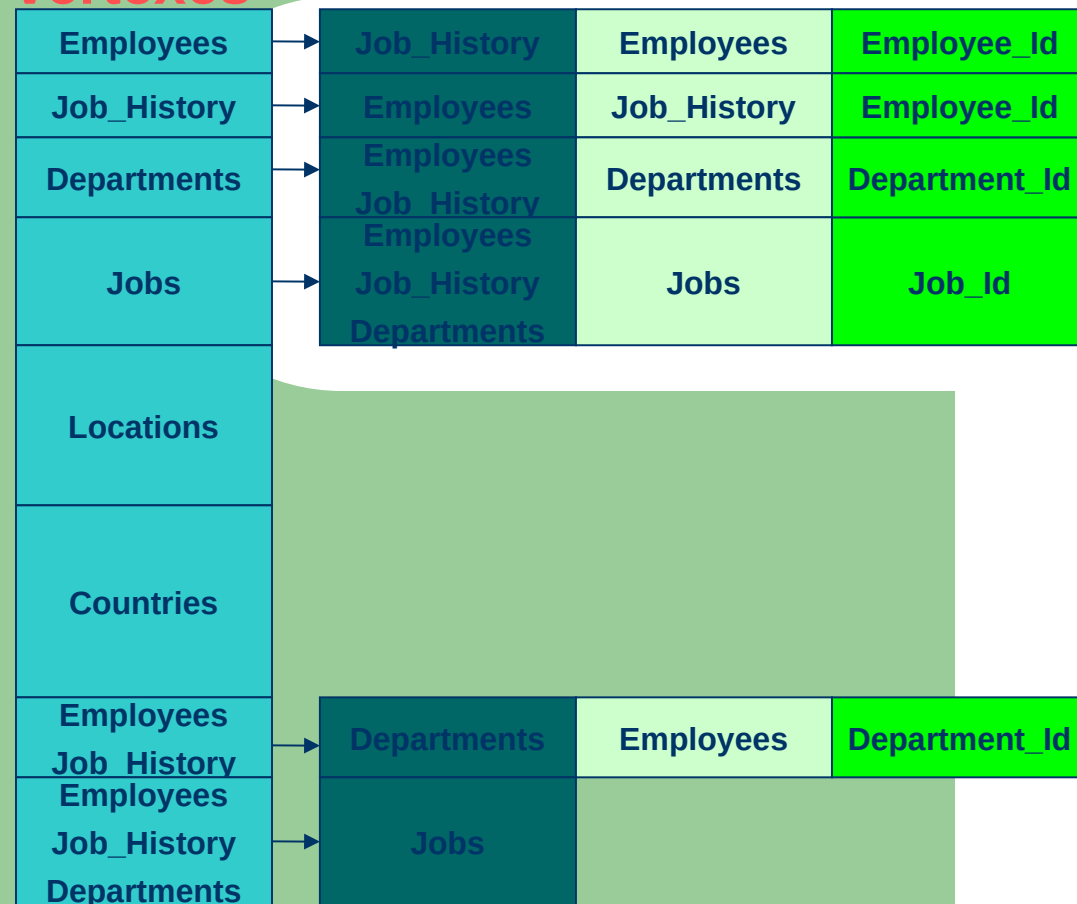 Vertexes
Employees Job_History Employees Employee_Id
Job_History Employees Job_History Employee_Id
Departments Employees Departments Department_Id
Job_History
Jobs Employees Jobs Job_Id
Job_History
Departments
Locations
Countries
Employees Departments Employees Department_Id
Job_History
Employees Jobs
Job_History
Departments